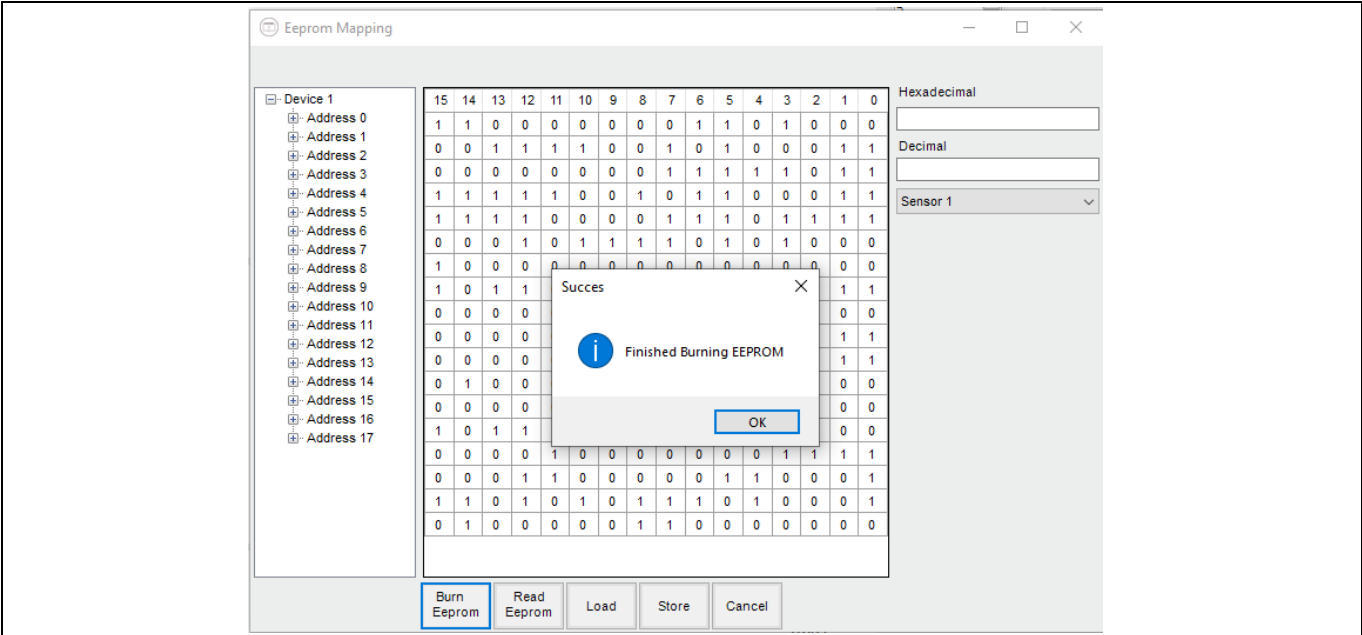 Eeprom Mapping
Device 1
Address 0
Address 1
Address 2
Address 3
Address 4
Address 5
Address 6
Address 7
Address 8
Address 9
Address 10
Address 11
Address 12
Address 13
Address 14
Address 15
Address 16
Address 17
15 14 13 12 11 10 9 8 7 6 5 4 3 2 1 0
1 1 0 0 0 0 0 0 0 1 1 0 1 0 0 0
0 0 1 1 1 1 0 0 1 0 1 0 0 0 1 1
0 0 0 0 0 0 0 0 1 1 1 1 1 0 1 1
1 1 1 1 1 0 0 1 0 1 1 0 0 0 1 1
1 1 1 1 0 0 0 0 1 1 1 0 1 1 1 1
0 0 0 1 0 1 1 1 1 0 1 0 1 0 0 0
1 0 0 0 0 0 0 0 0 0 0 0 0 0 0 0
1 0 1 1 1 1
0 0 0 0 0 0
0 0 0 0 1 1
0 0 0 0 1 1
0 1 0 0 0 0
0 0 0 0 0 0
1 0 1 1 0 0
0 0 0 0 1 0 0 0 0 0 0 0 1 1 1 1
0 0 0 1 1 0 0 0 0 0 1 1 0 0 0 1
1 1 0 1 0 1 0 1 1 1 0 1 0 0 0 1
0 1 0 0 0 0 0 1 1 0 0 0 0 0 0 0
Succes
Finished Burning EEPROM
OK
Hexadecimal
Decimal
Sensor 1
Burn
Eeprom
Read
Eeprom
Load
Store
Cancel